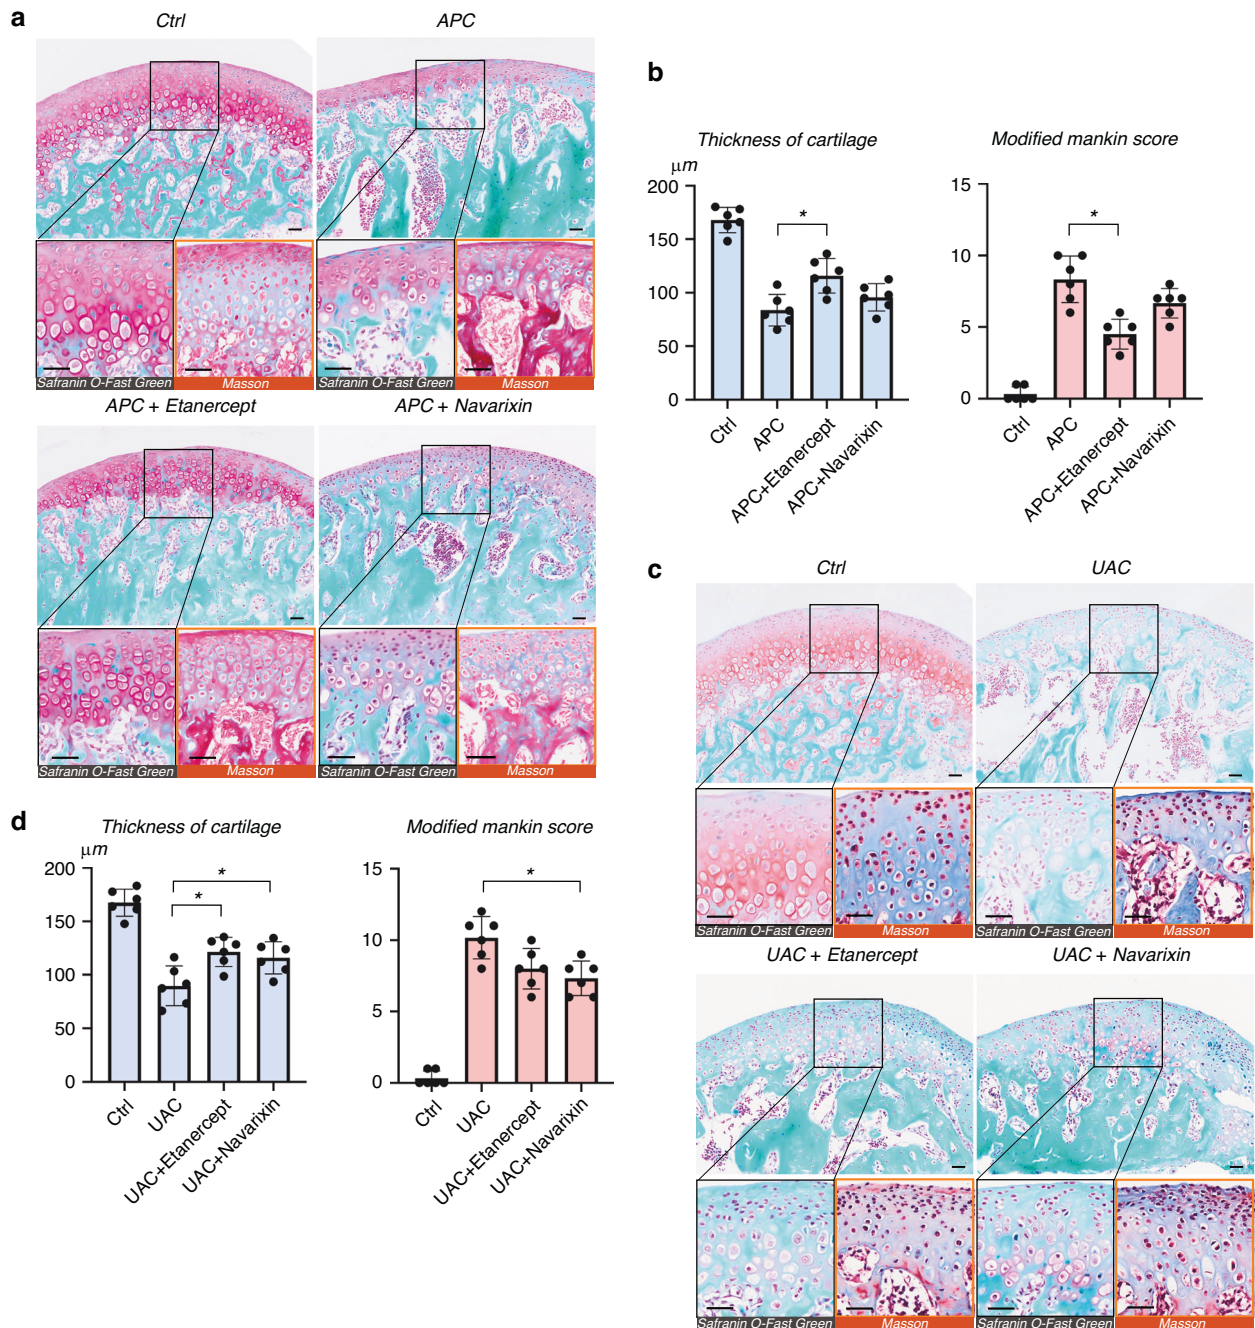 a
Ctrl
APC
Safranin O-Fast Green
Masson
Safranin O-Fast Green
Masson
APC + Etanercept
APC + Navarixin
Safranin O-Fast Green
Masson
Safranin O-Fast Green
Masson
b
Thickness of cartilage
μm
200
150
100
50
0
Ctrl
APC
APC+Etanercept
APC+Navarixin
*
Modified mankin score
15
10
5
0
Ctrl
APC
APC+Etanercept
APC+Navarixin
*
c
Ctrl
UAC
Safranin O-Fast Green
Masson
Safranin O-Fast Green
Masson
UAC + Etanercept
UAC + Navarixin
Safranin O-Fast Green
Masson
Safranin O-Fast Green
Masson
d
Thickness of cartilage
μm
200
150
100
50
0
Ctrl
UAC
UAC+Etanercept
UAC+Navarixin
*
*
Modified mankin score
15
10
5
0
Ctrl
UAC
UAC+Etanercept
UAC+Navarixin
*